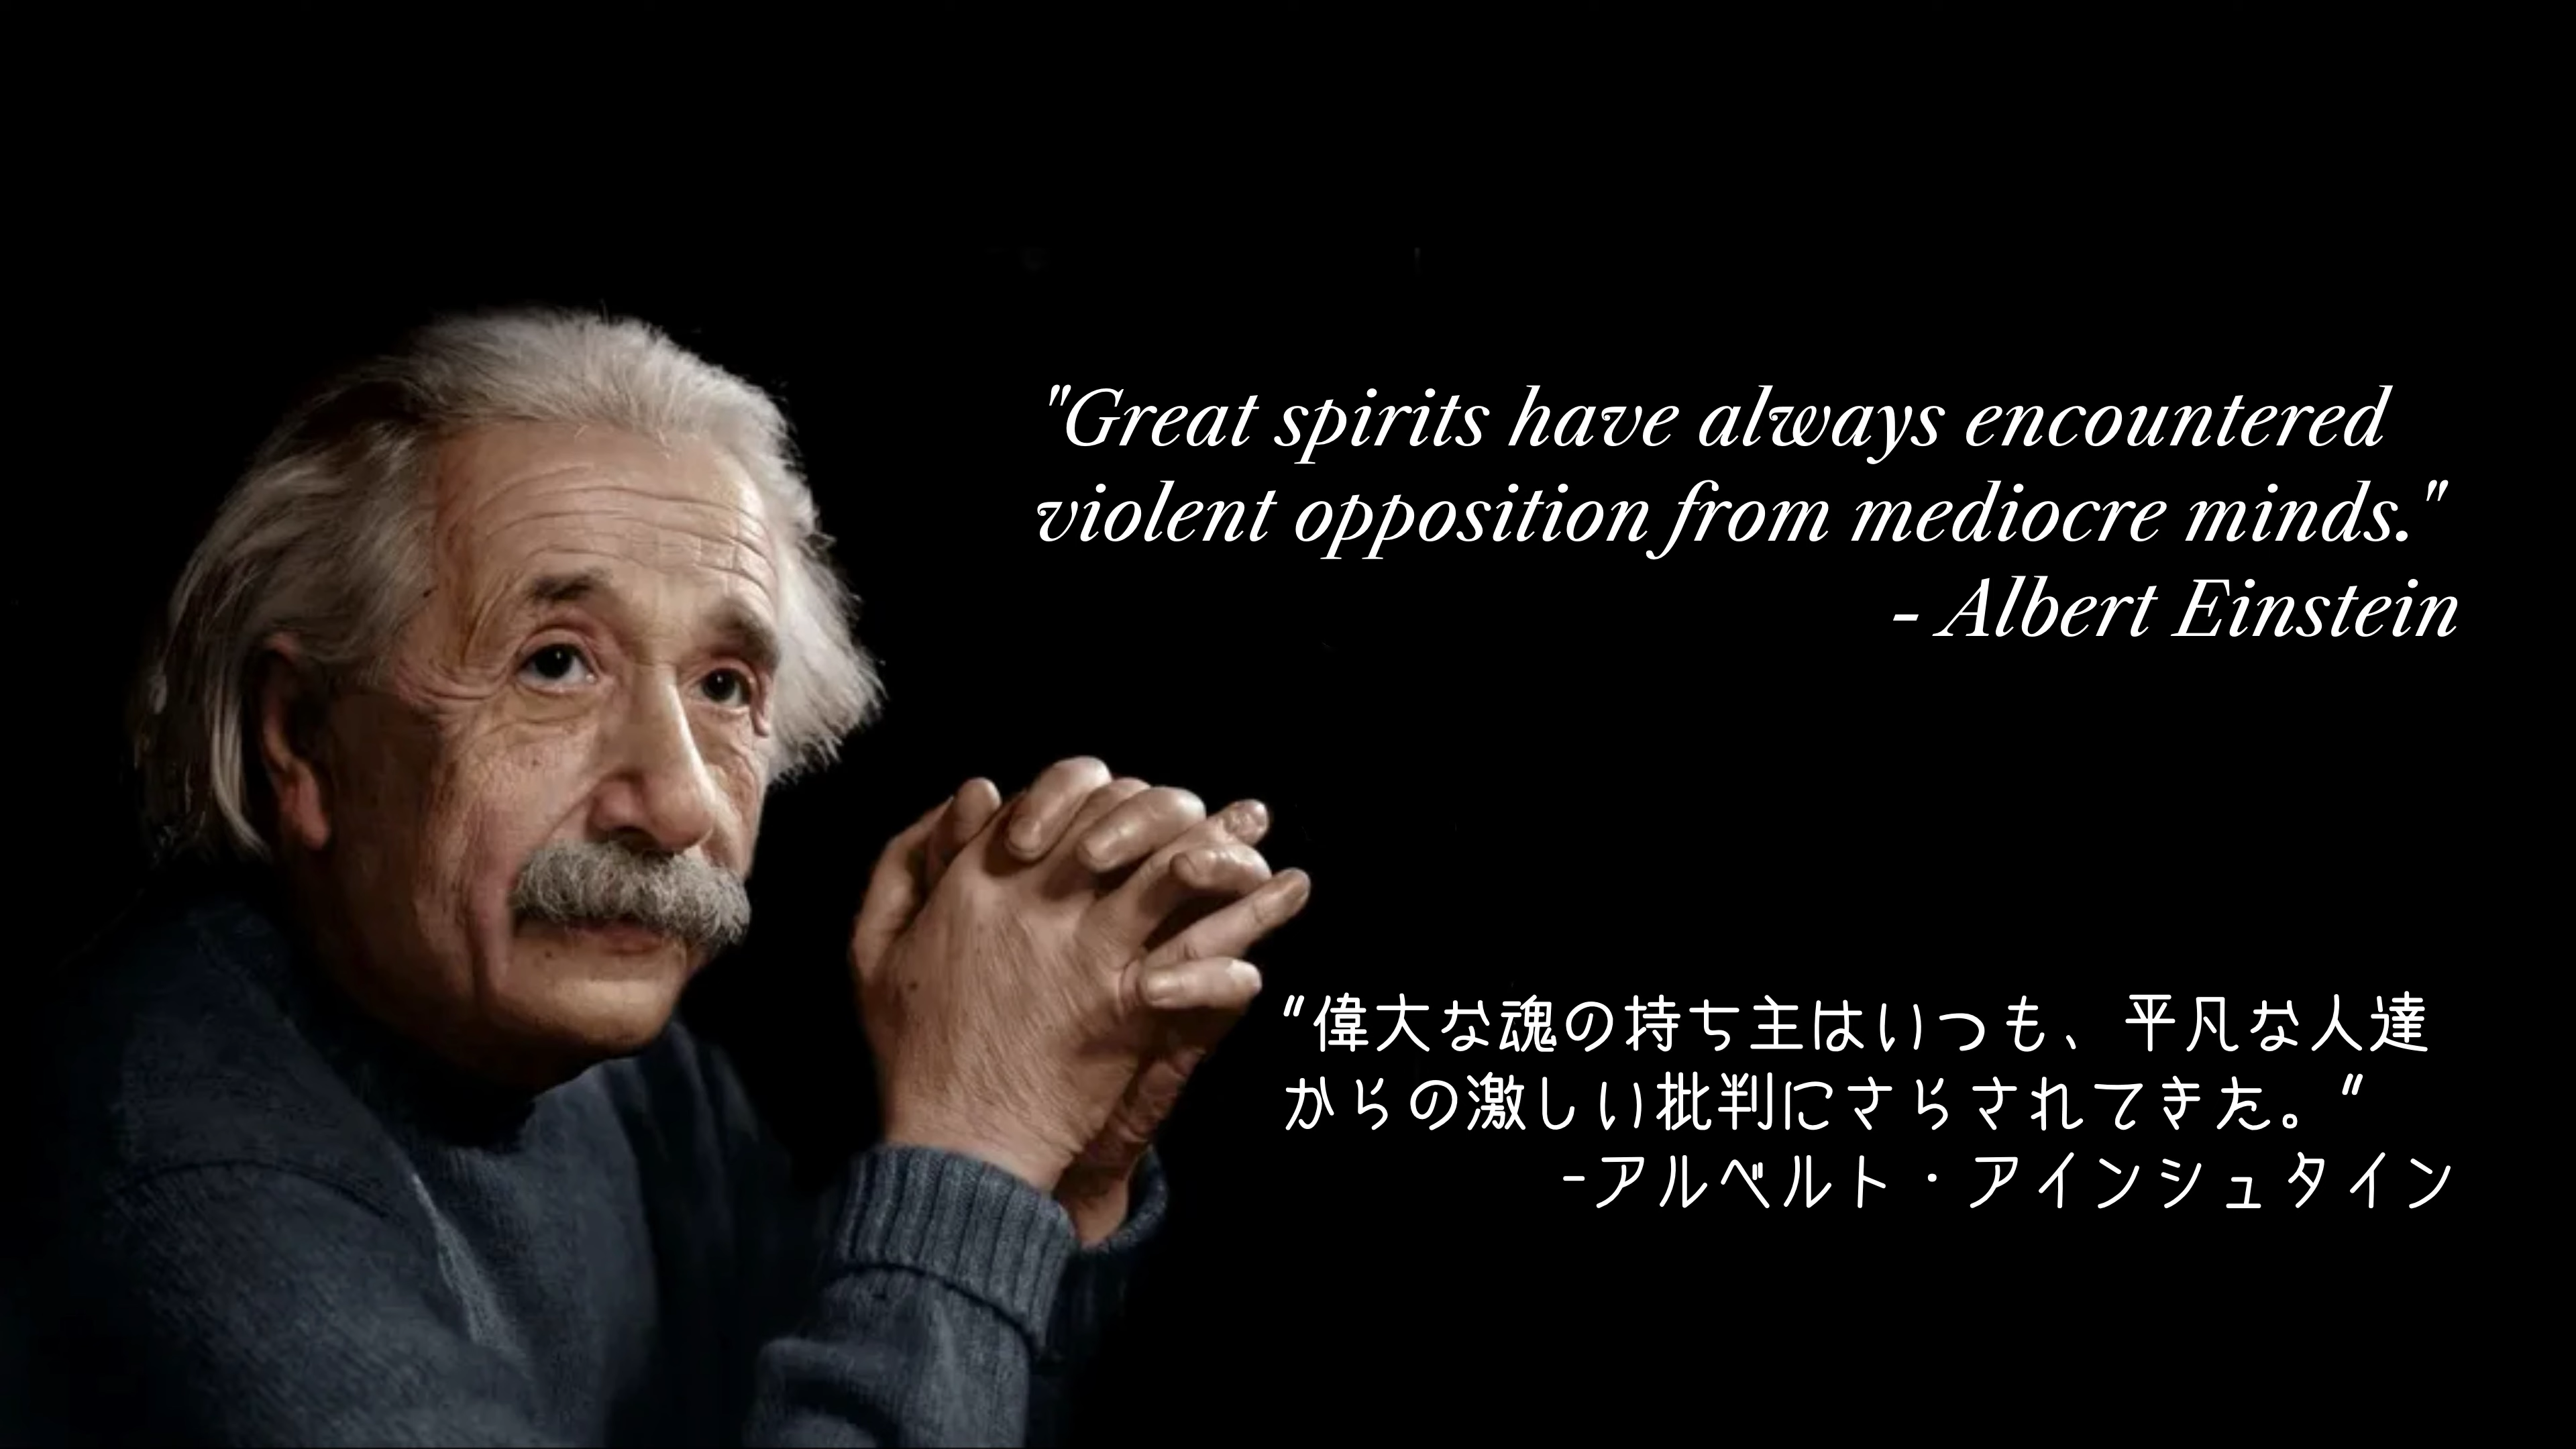 "Great spirits have always encountered
violent opposition from mediocre minds."
- Albert Einstein
"偉大な魂の持ち主はいつも、平凡な人達
からの激しい批判にさらされてきた。"
-アルベルト・アインシュタイン